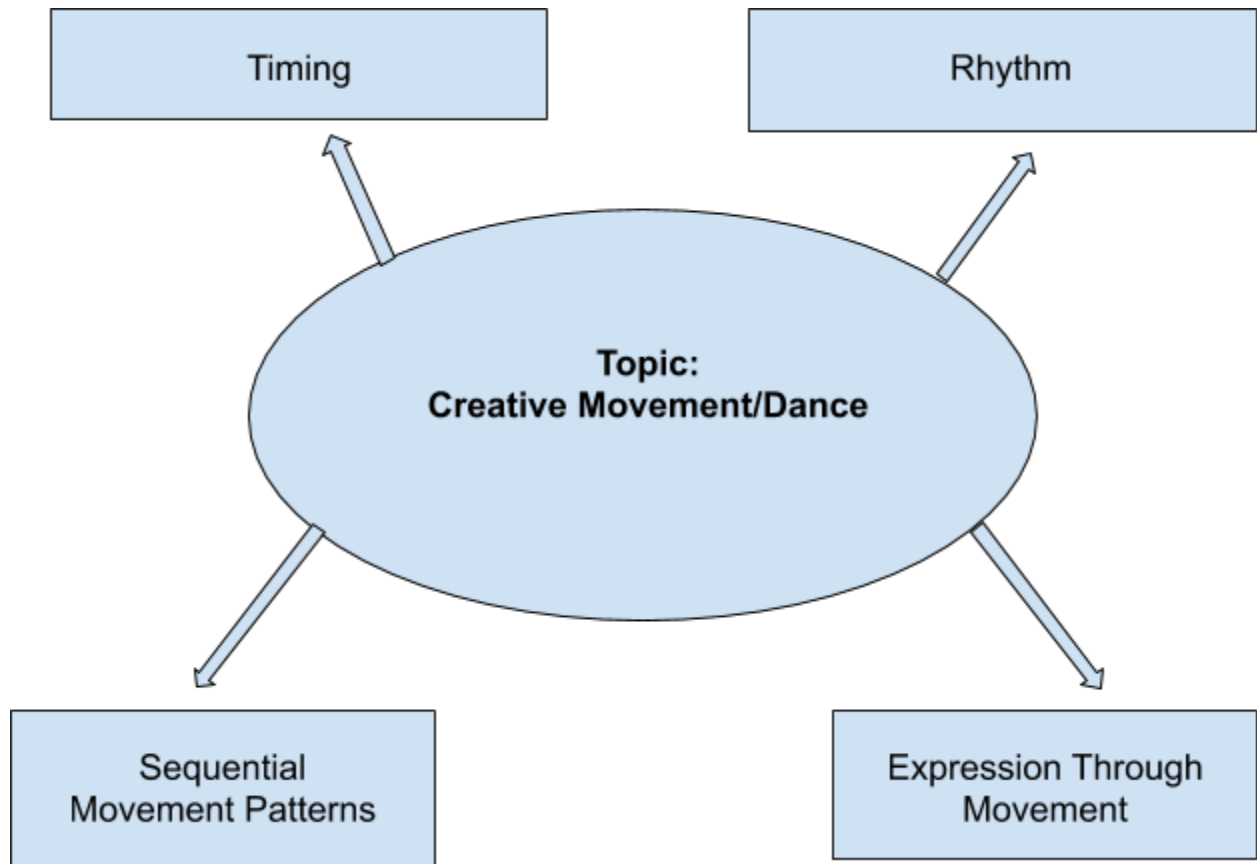 Timing
Rhythm
Topic:
Creative Movement/Dance
Sequential
Movement Patterns
Expression Through
Movement